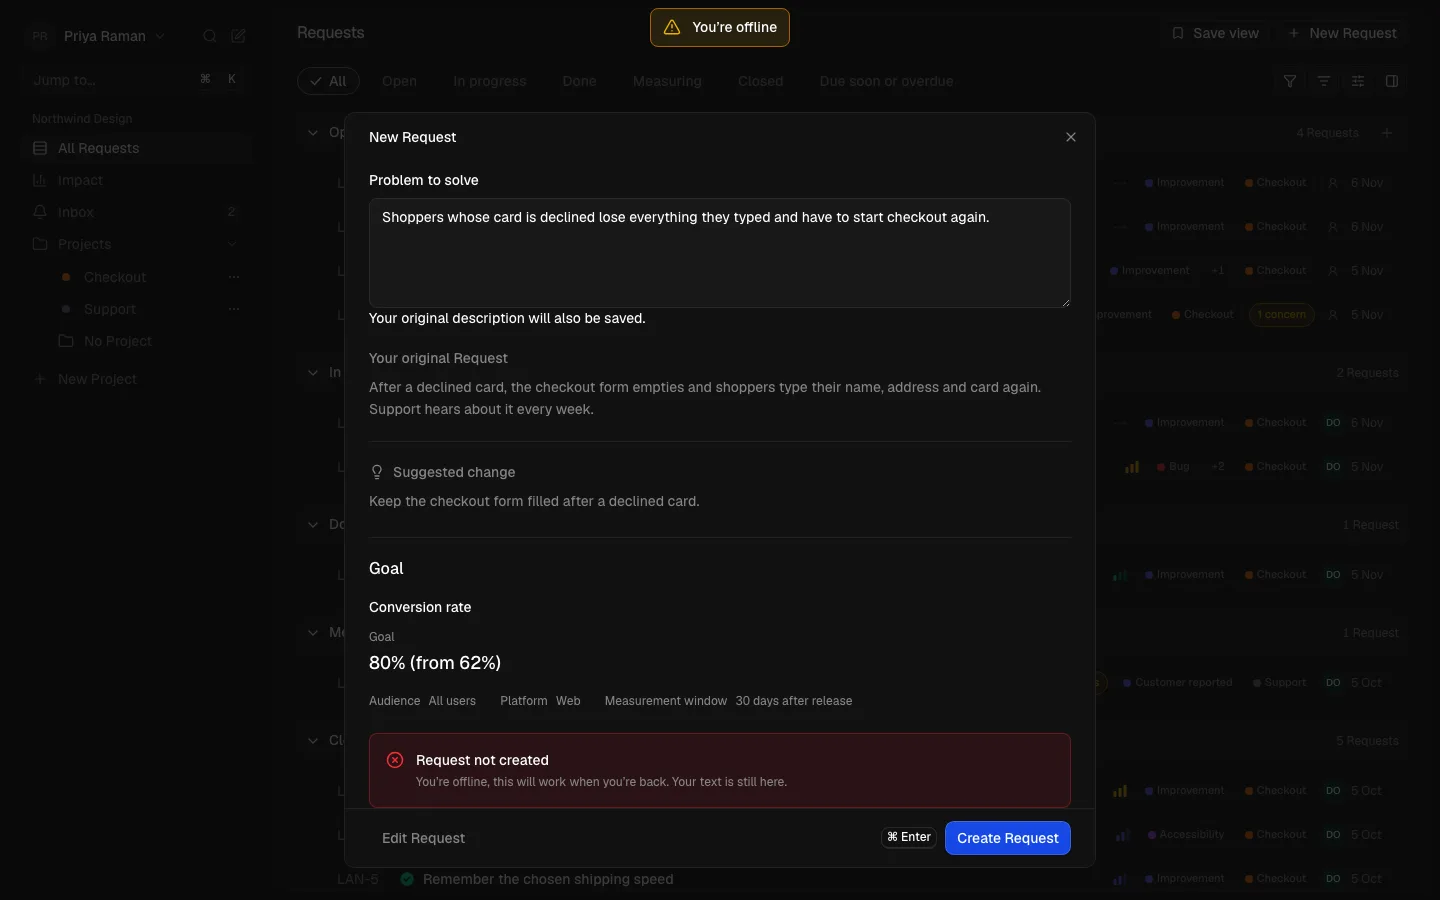 You're offline
PR Priya Raman
Requests
Save view
+ New Request
Jump to... ⌘ K
All
Open
In progress
Done
Measuring
Closed
Due soon or overdue
Northwind Design
All Requests
Impact
Inbox 2
Projects
Checkout ...
Support ...
No Project
+ New Project
4 Requests +
Improvement Checkout 6 Nov
Improvement Checkout 6 Nov
Improvement +1 Checkout 5 Nov
provement Checkout 1 concern 5 Nov
In
2 Requests
Improvement Checkout DO 6 Nov
Bug +2 Checkout DO 5 Nov
1 Request
Improvement Checkout DO 5 Nov
1 Request
Customer reported Support DO 5 Oct
5 Requests
Improvement Checkout DO 5 Oct
Accessibility Checkout DO 5 Oct
LAN-5 Remember the chosen shipping speed
Improvement Checkout DO 5 Oct
New Request
Problem to solve
Shoppers whose card is declined lose everything they typed and have to start checkout again.
Your original description will also be saved.
Your original Request
After a declined card, the checkout form empties and shoppers type their name, address and card again.
Support hears about it every week.
Suggested change
Keep the checkout form filled after a declined card.
Goal
Conversion rate
Goal
80% (from 62%)
Audience All users Platform Web Measurement window 30 days after release
Request not created
You're offline, this will work when you're back. Your text is still here.
Edit Request
⌘ Enter
Create Request